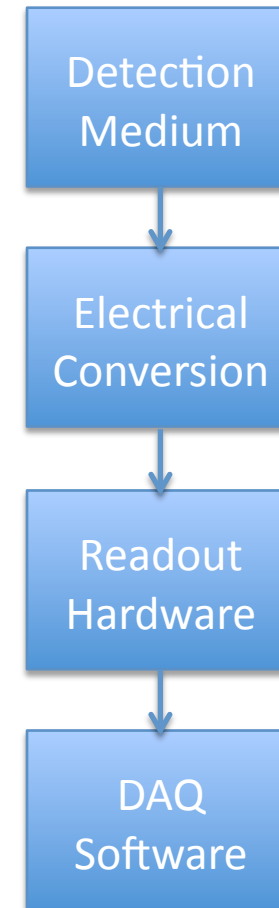 Detection
Medium
Electrical
Conversion
Readout
Hardware
DAQ
Software